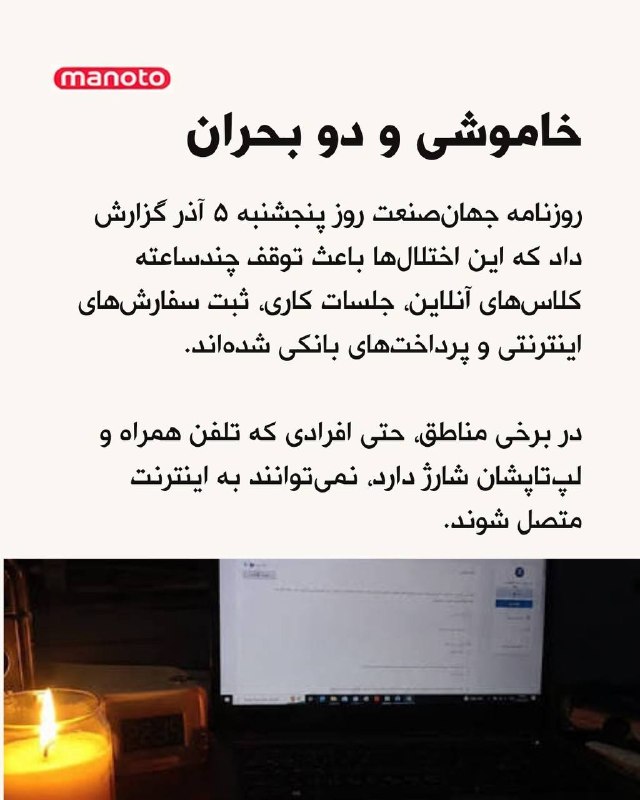 manoto
خاموشی و دو بحران
روزنامه جهان‌صنعت روز پنجشنبه ۵ آذر گزارش
داد که این اختلال‌ها باعث توقف چندساعته
کلاس‌های آنلاین، جلسات کاری، ثبت سفارش‌های
اینترنتی و پرداخت‌های بانکی شده‌اند.
در برخی مناطق، حتی افرادی که تلفن همراه و
لپ‌تاپشان شارژ دارد، نمی‌توانند به اینترنت
متصل شوند.